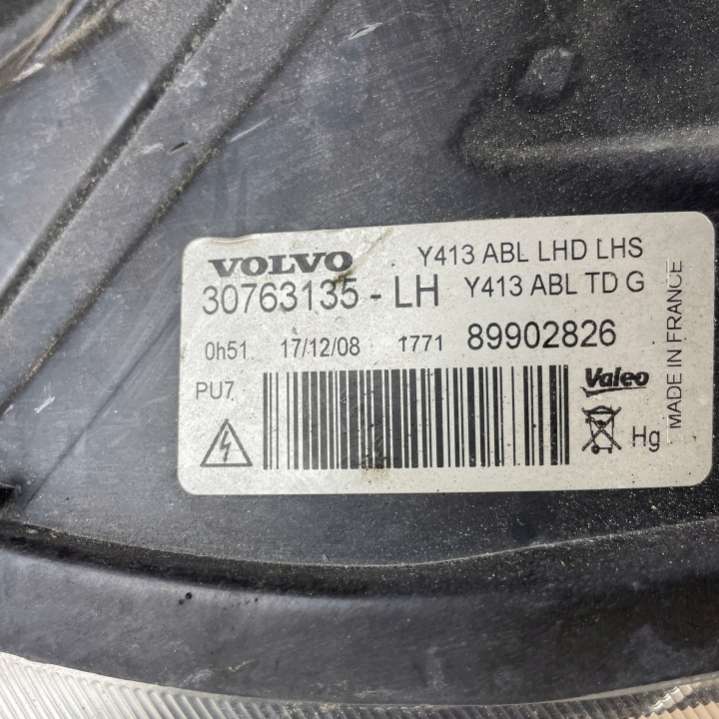 VOLVO Y413 ABL LHD LHS
30763135 - LH Y413 ABL TD G
0h51 17/12/08 1771 89902826
PU7 Valeo
Hg
MADE IN FRANCE